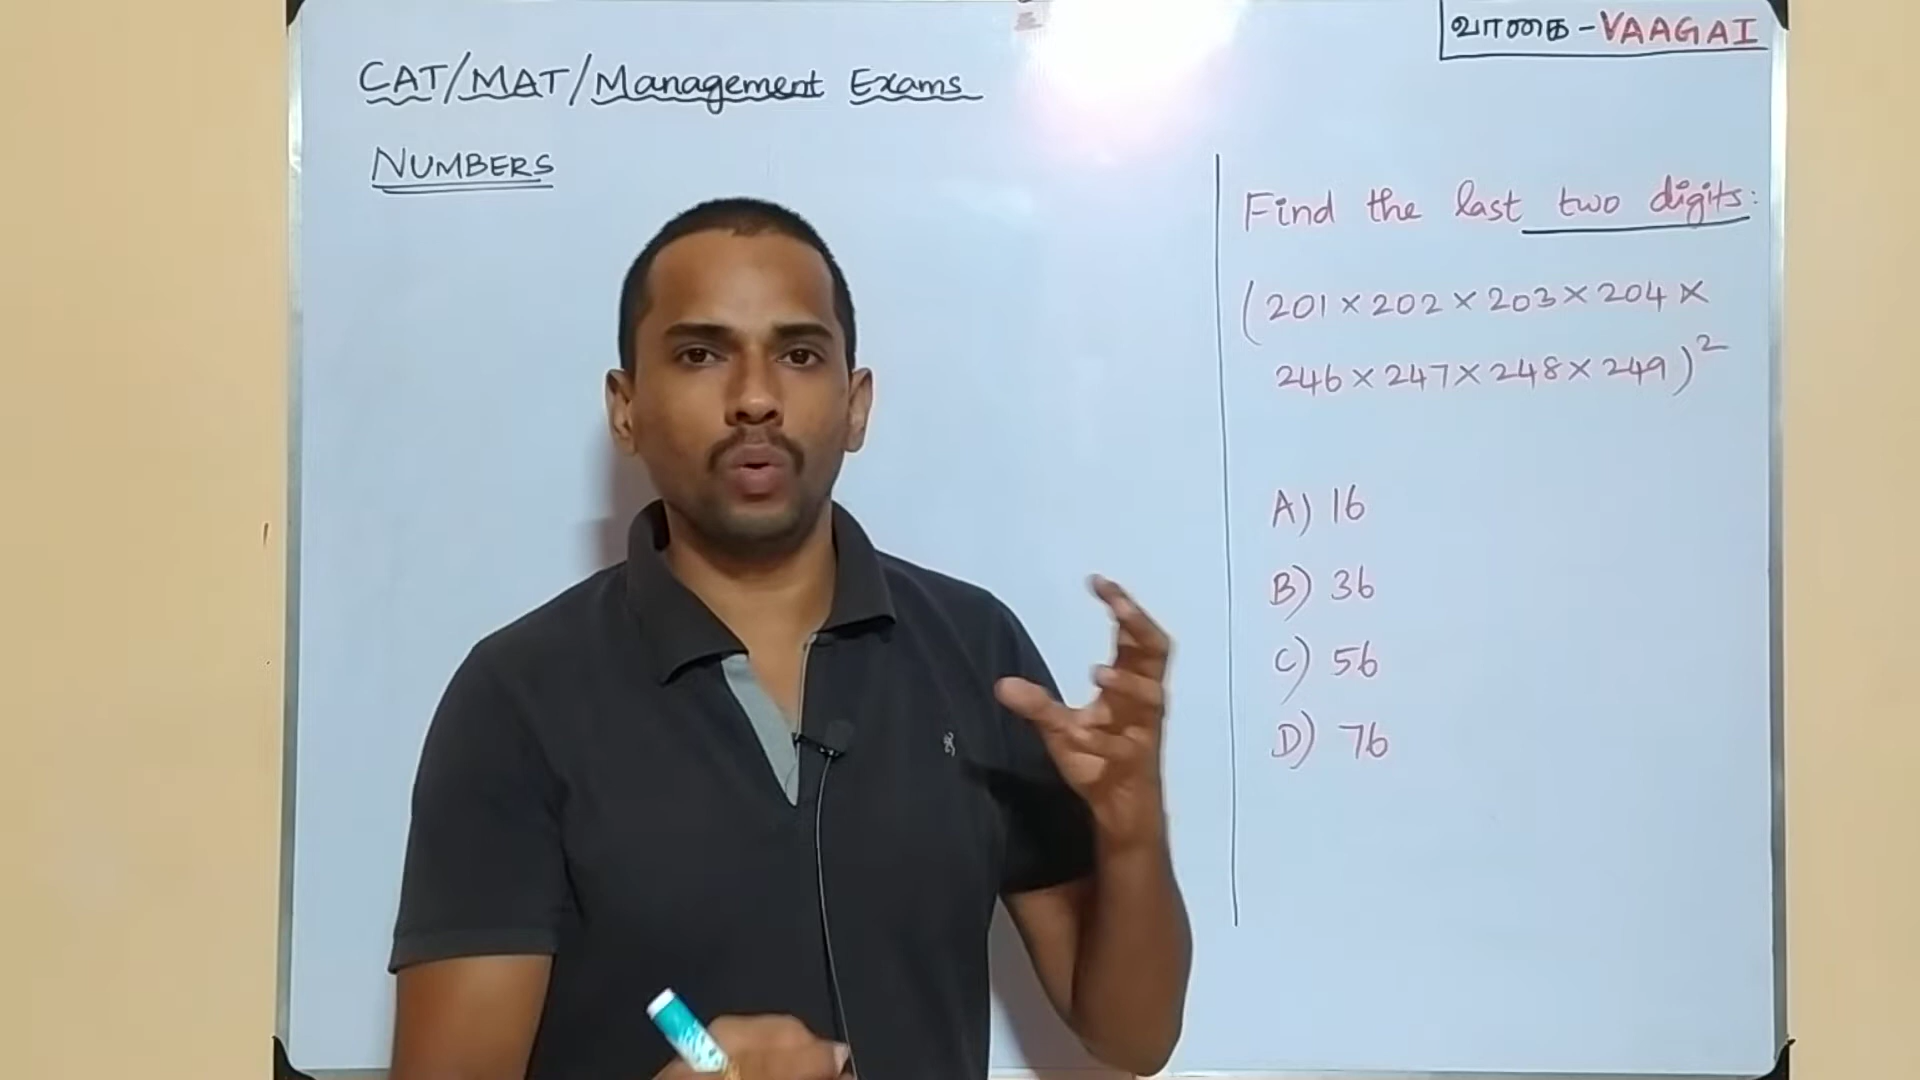 வாகை - VAAGAI
CAT/MAT/Management Exams
NUMBERS
Find the last two digits:
(201 × 202 × 203 × 204 ×
246 × 247 × 248 × 249)²
A) 16
B) 36
C) 56
D) 76